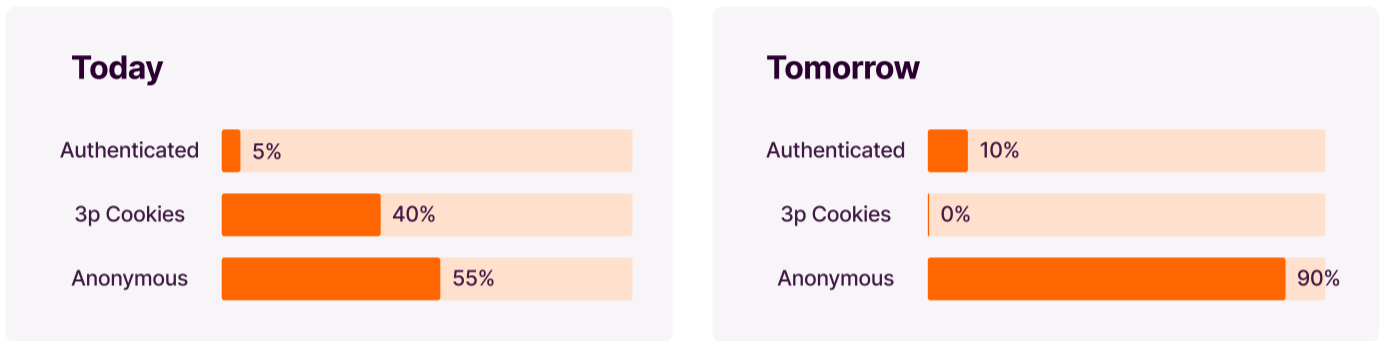 Today
Authenticated 5%
3p Cookies 40%
Anonymous 55%
Tomorrow
Authenticated 10%
3p Cookies 0%
Anonymous 90%